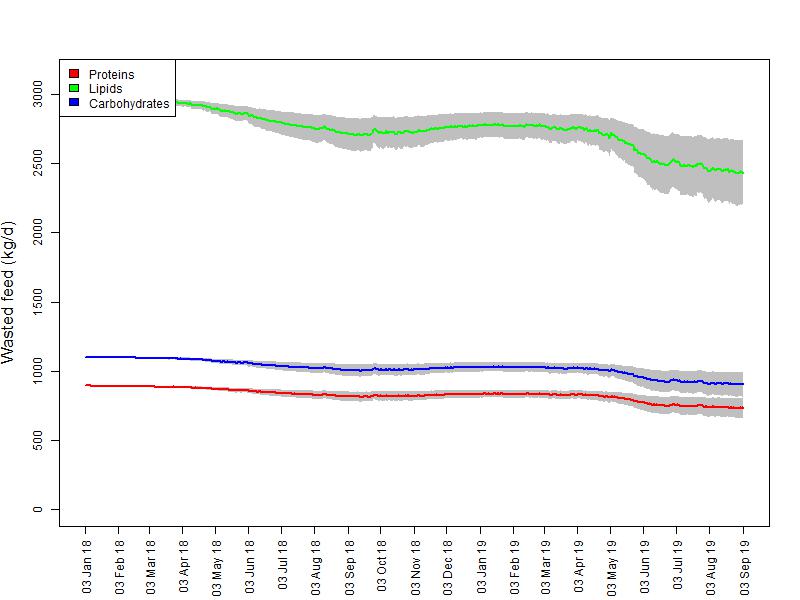 Proteins
Lipids
Carbohydrates
Wasted feed (kg/d)
3000
2500
2000
1500
1000
500
0
03 Jan 18
03 Feb 18
03 Mar 18
03 Apr 18
03 May 18
03 Jun 18
03 Jul 18
03 Aug 18
03 Sep 18
03 Oct 18
03 Nov 18
03 Dec 18
03 Jan 19
03 Feb 19
03 Mar 19
03 Apr 19
03 May 19
03 Jun 19
03 Jul 19
03 Aug 19
03 Sep 19